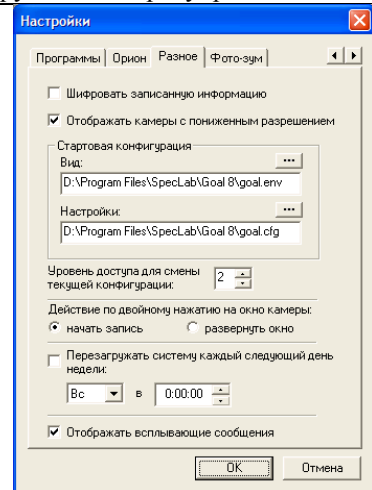 Настройки
Программы Орион Разное Фото-зум
Шифровать записанную информацию
Отображать камеры с пониженным разрешением
Стартовая конфигурация
Вид:
...
D:\Program Files\SpecLab\Goal 8\goal.env
Настройки:
...
D:\Program Files\SpecLab\Goal 8\goal.cfg
Уровень доступа для смены
текущей конфигурации:
2
Действие по двойному нажатию на окно камеры:
начать запись развернуть окно
Перезагружать систему каждый следующий день
недели:
Вс в 0:00:00
Отображать всплывающие сообщения
OK Отмена